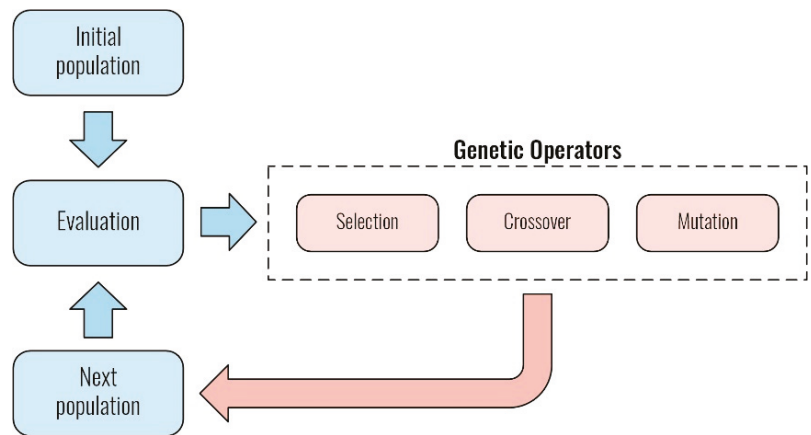 Initial
population
Genetic Operators
Evaluation
Selection
Crossover
Mutation
Next
population